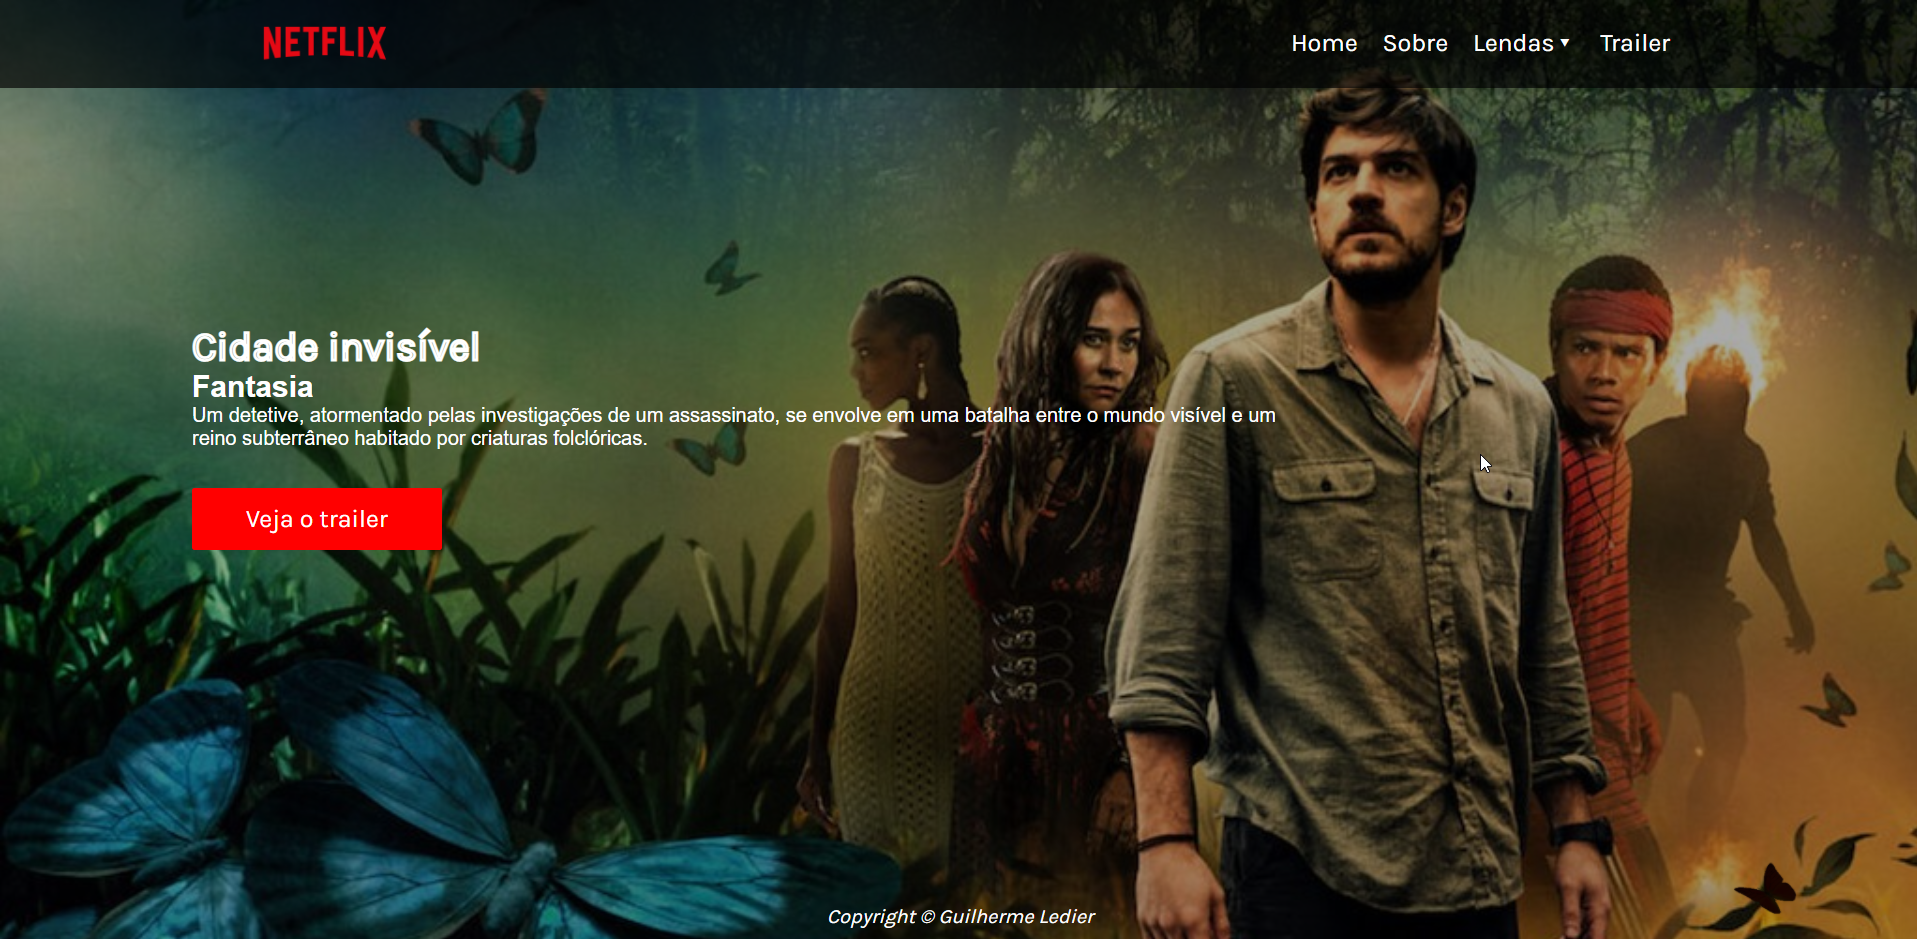 NETFLIX
Home Sobre Lendas ▼ Trailer
Cidade invisível
Fantasia
Um detetive, atormentado pelas investigações de um assassinato, se envolve em uma batalha entre o mundo visível e um
reino subterrâneo habitado por criaturas folclóricas.
Veja o trailer
Copyright © Guilherme Ledier